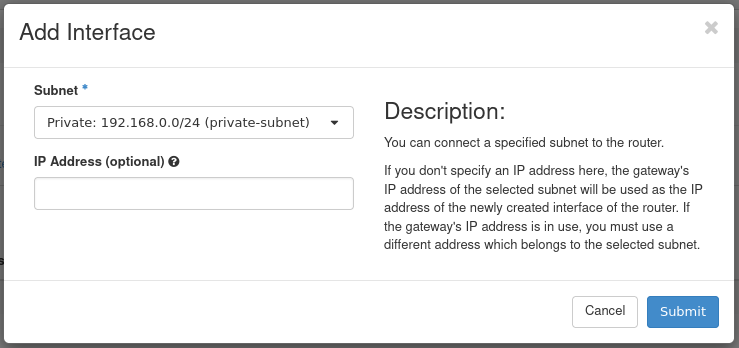 Add Interface
Subnet *
Private: 192.168.0.0/24 (private-subnet)
IP Address (optional)
Description:
You can connect a specified subnet to the router.
If you don't specify an IP address here, the gateway's
IP address of the selected subnet will be used as the IP
address of the newly created interface of the router. If
the gateway's IP address is in use, you must use a
different address which belongs to the selected subnet.
Cancel
Submit